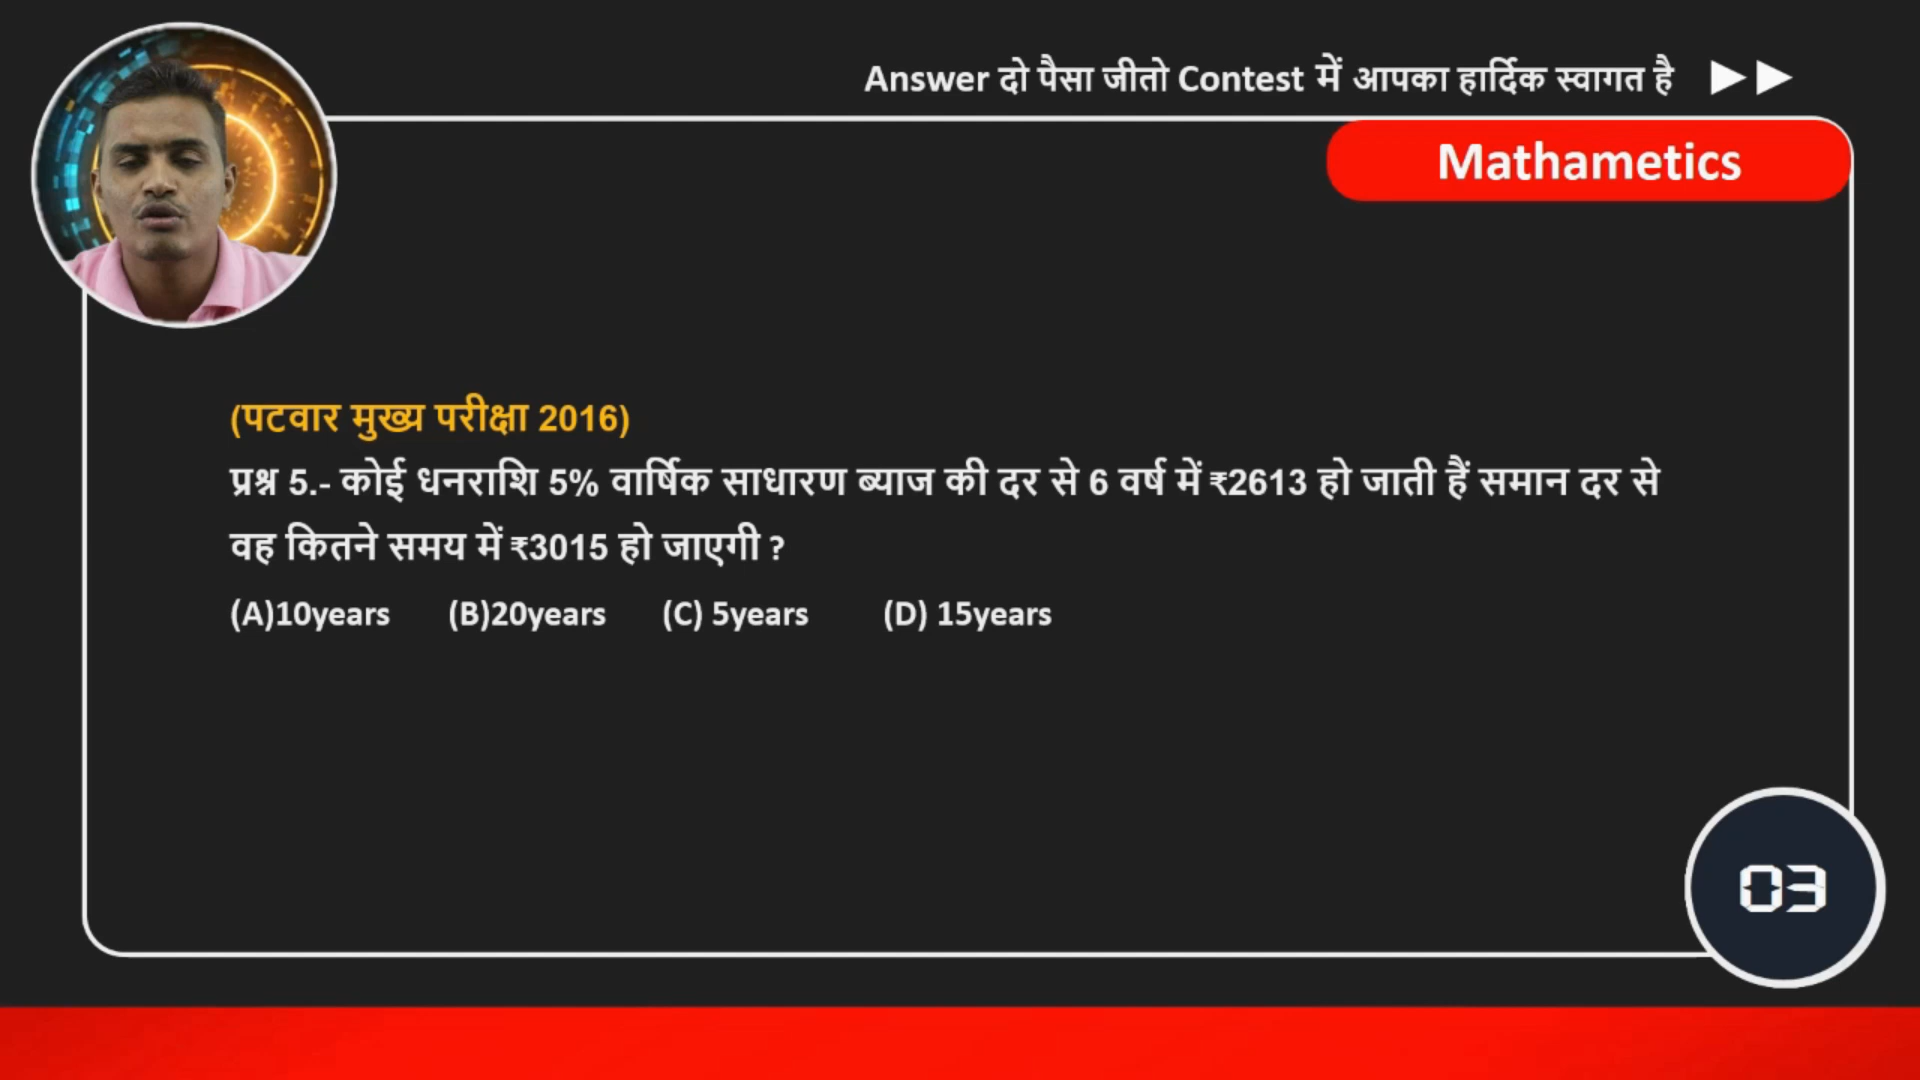 Answer दो पैसा जीतो Contest में आपका हार्दिक स्वागत है
Mathametics
(पटवार मुख्य परीक्षा 2016)
प्रश्न 5.- कोई धनराशि 5% वार्षिक साधारण ब्याज की दर से 6 वर्ष में ₹2613 हो जाती हैं समान दर से
वह कितने समय में ₹3015 हो जाएगी ?
(A)10years (B)20years (C) 5years (D) 15years
03